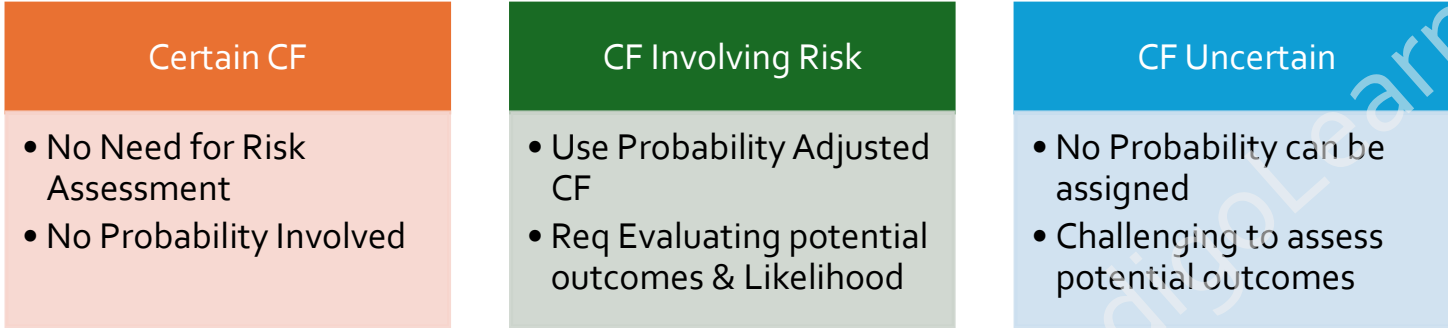 Certain CF
• No Need for Risk
Assessment
• No Probability Involved
CF Involving Risk
• Use Probability Adjusted
CF
• Req Evaluating potential
outcomes & Likelihood
CF Uncertain
• No Probability can be
assigned
• Challenging to assess
potential outcomes